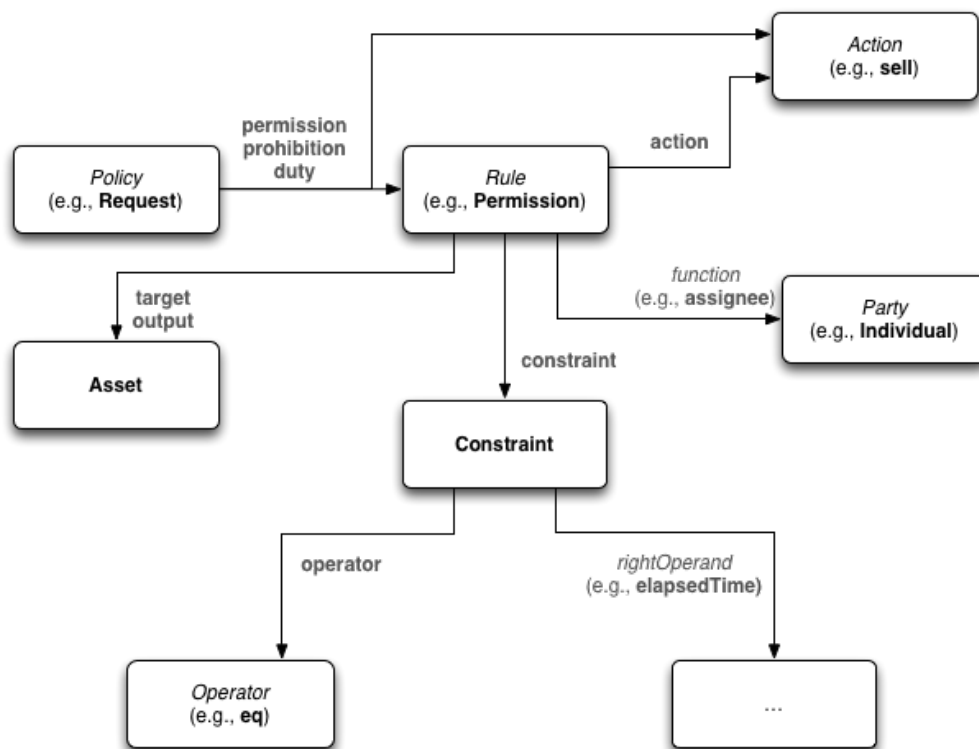 Action
(e.g., sell)
permission
prohibition
duty
action
Policy
(e.g., Request)
Rule
(e.g., Permission)
function
(e.g., assignee)
target
output
Party
(e.g., Individual)
constraint
Asset
Constraint
operator
rightOperand
(e.g., elapsedTime)
Operator
(e.g., eq)
...